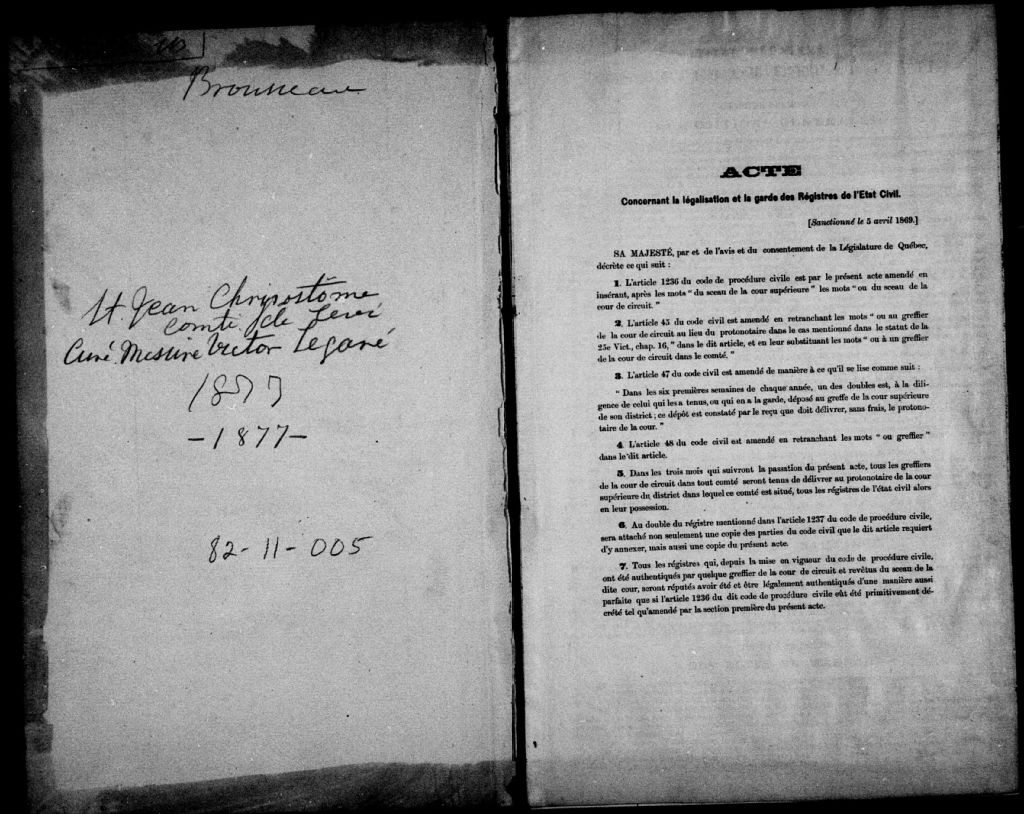 Brousseau
St Jean Chrysostôme
Comté de Levis
Curé Messire Victor Legaré
1877
- 1877 -
82-11-005
ACTE
Concernant la légalisation et la garde des Régistres de l'Etat Civil.
[Sanctionné le 5 avril 1869.]
SA MAJESTÉ, par et de l'avis et du consentement de la Législature de Québec,
décrète ce qui suit :
1. L'article 1236 du code de procédure civile est par le présent acte amendé en
insérant, après les mots " du sceau de la cour supérieure " les mots " ou du sceau de la
cour de circuit. "
2. L'article 45 du code civil est amendé en retranchant les mots " ou au greffier
de la cour de circuit au lieu du protonotaire dans le cas mentionné dans le statut de la
25e Vict., chap. 16, " dans le dit article, et en leur substituant les mots " ou à un greffier
de la cour de circuit dans le comté. "
3. L'article 47 du code civil est amendé de manière à ce qu'il se lise comme suit :
" Dans les six premières semaines de chaque année, un des doubles est, à la dili-
gence de celui qui les a tenus, ou qui en a la garde, déposé au greffe de la cour supérieure
de son district ; ce dépôt est constaté par le reçu que doit délivrer, sans frais, le protono-
taire de la cour. "
4. L'article 48 du code civil est amendé en retranchant les mots " ou greffier "
dans le dit article.
5. Dans les trois mois qui suivront la passation du présent acte, tous les greffiers
de la cour de circuit dans tout comté seront tenus de délivrer au protonotaire de la cour
supérieure du district dans lequel ce comté est situé, tous les régistres de l'état civil alors
en leur possession.
6. Au double du régistre mentionné dans l'article 1237 du code de procédure civile,
sera attaché non seulement une copie des parties du code civil que le dit article requiert
d'y annexer, mais aussi une copie du présent acte.
7. Tous les régistres qui, depuis la mise en vigueur du code de procédure civile,
ont été authentiqués par quelque greffier de la cour de circuit et revêtus du sceau de la
dite cour, seront réputés avoir été et être légalement authentiqués d'une manière aussi
parfaite que si l'article 1236 du dit code de procédure civile eût été primitivement dé-
crété tel qu'amendé par la section première du présent acte.